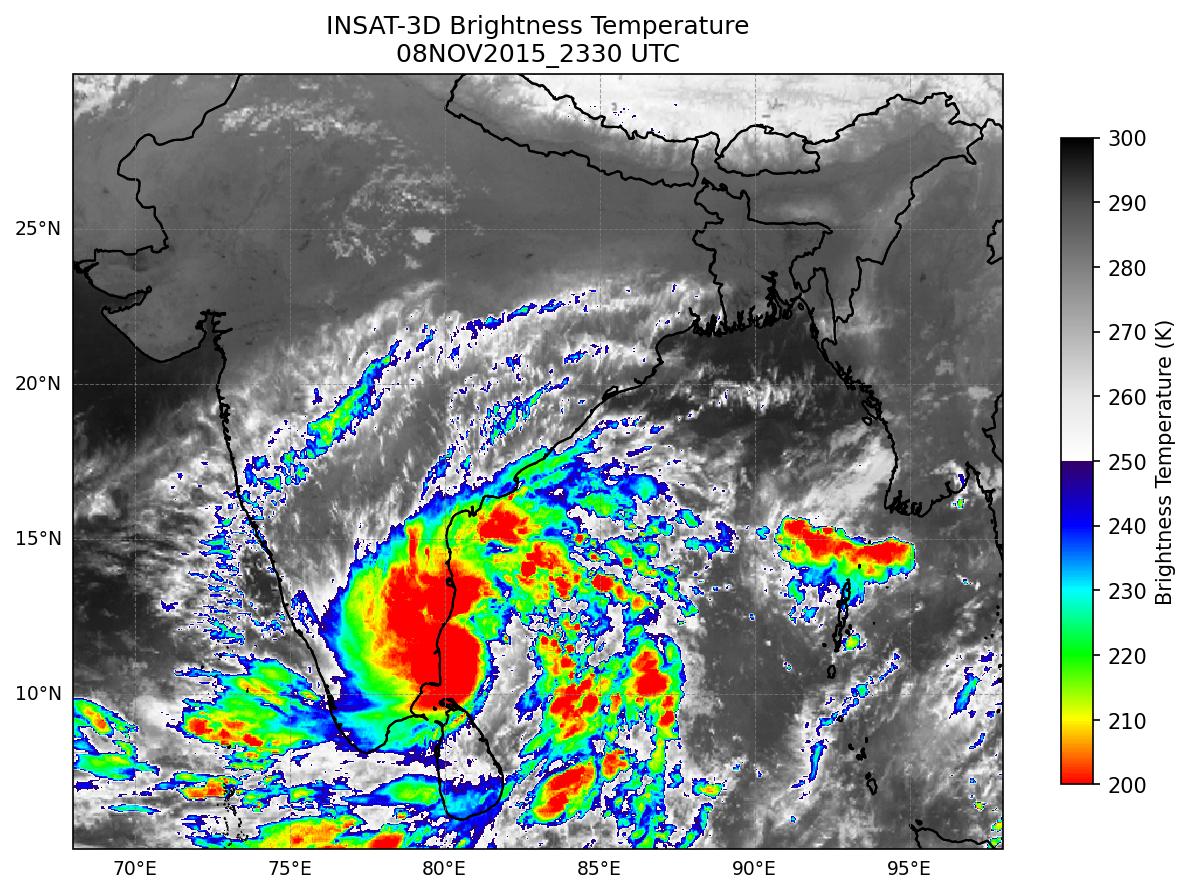 INSAT-3D Brightness Temperature
08NOV2015_2330 UTC
25°N
20°N
15°N
10°N
70°E
75°E
80°E
85°E
90°E
95°E
300
290
280
270
260
250
240
230
220
210
200
Brightness Temperature (K)